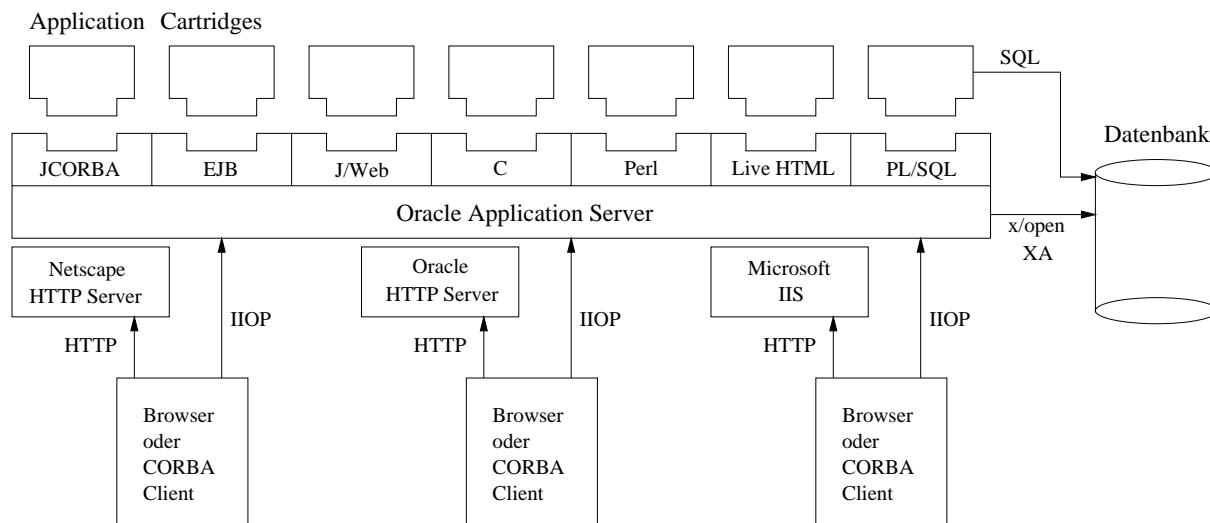 Application Cartridges
SQL
Datenbank
JCORBA
EJB
J/Web
C
Perl
Live HTML
PL/SQL
Oracle Application Server
x/open
XA
Netscape
HTTP Server
Oracle
HTTP Server
Microsoft
IIS
HTTP
IIOP
HTTP
IIOP
HTTP
IIOP
Browser
oder
CORBA
Client
Browser
oder
CORBA
Client
Browser
oder
CORBA
Client